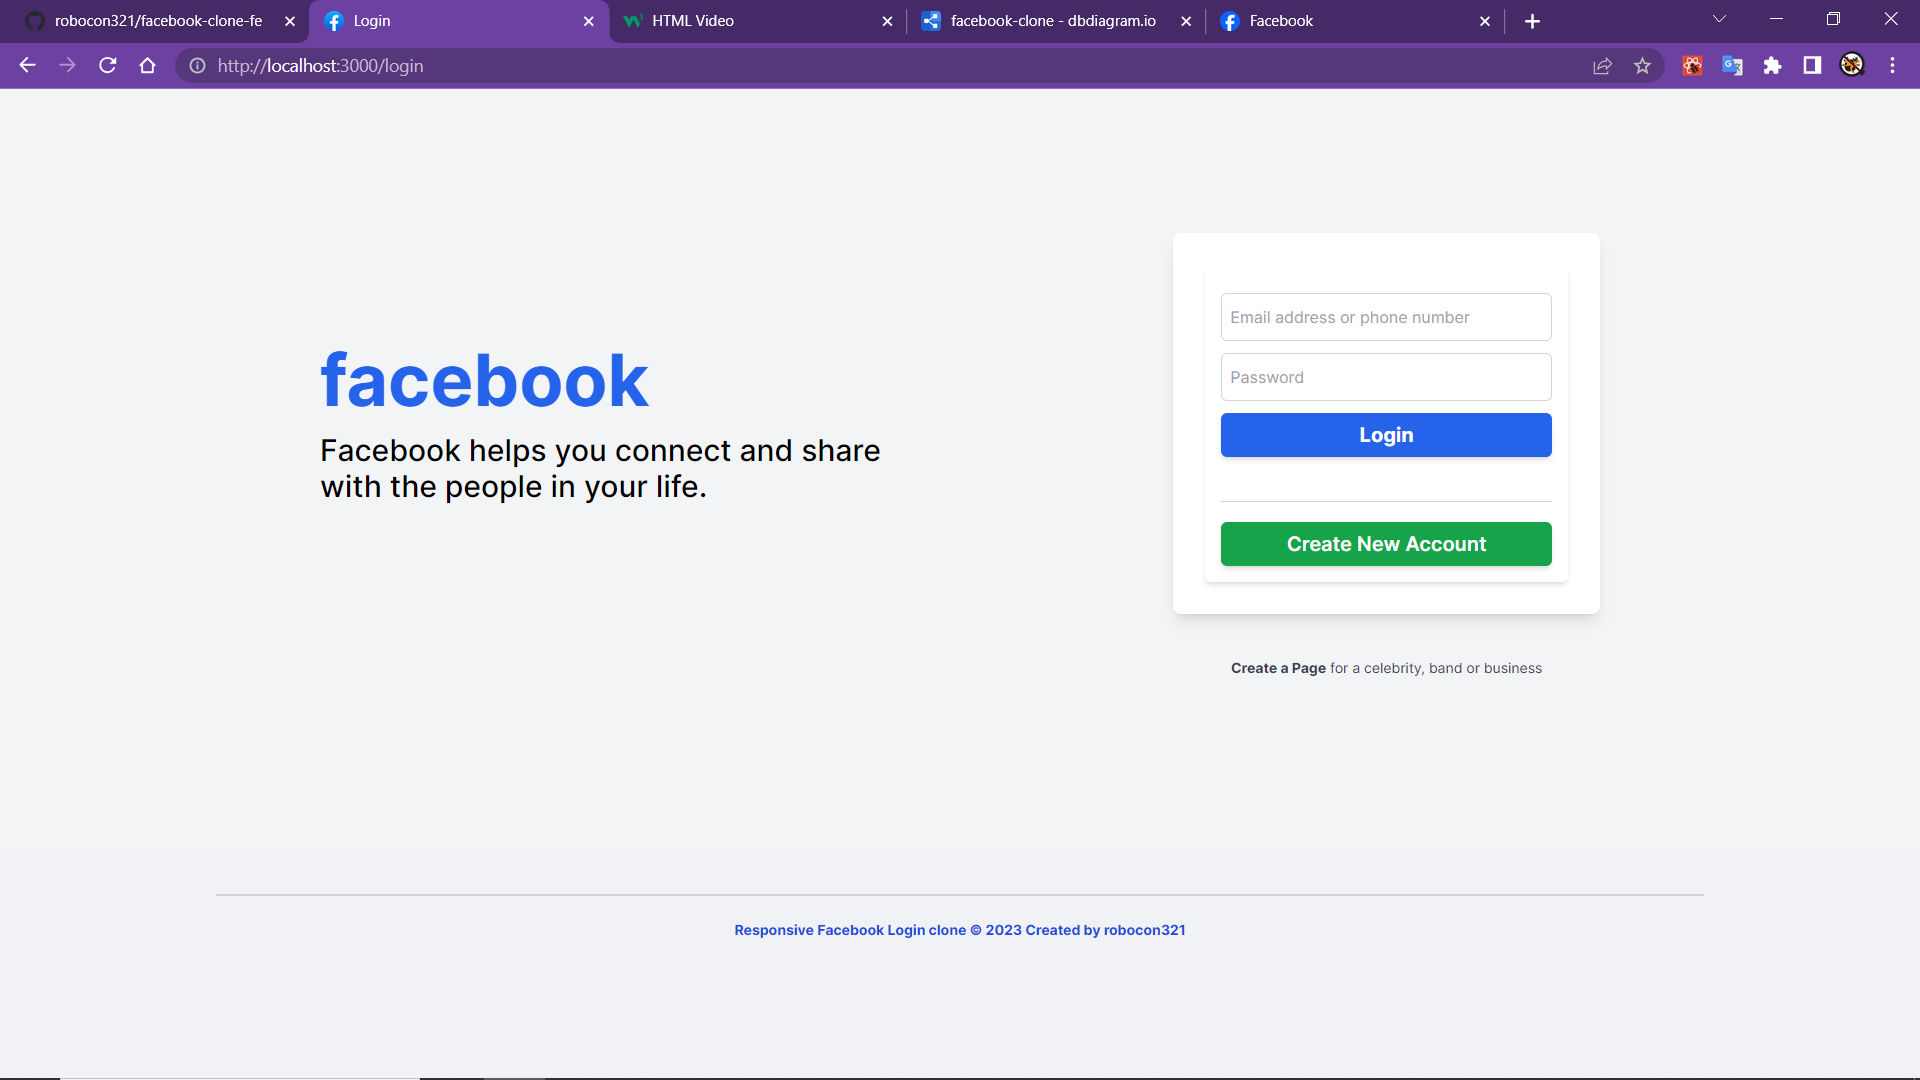 robocon321/facebook-clone-fe
Login
HTML Video
facebook-clone - dbdiagram.io
Facebook
http://localhost:3000/login
facebook
Facebook helps you connect and share
with the people in your life.
Email address or phone number
Password
Login
Create New Account
Create a Page for a celebrity, band or business
Responsive Facebook Login clone © 2023 Created by robocon321